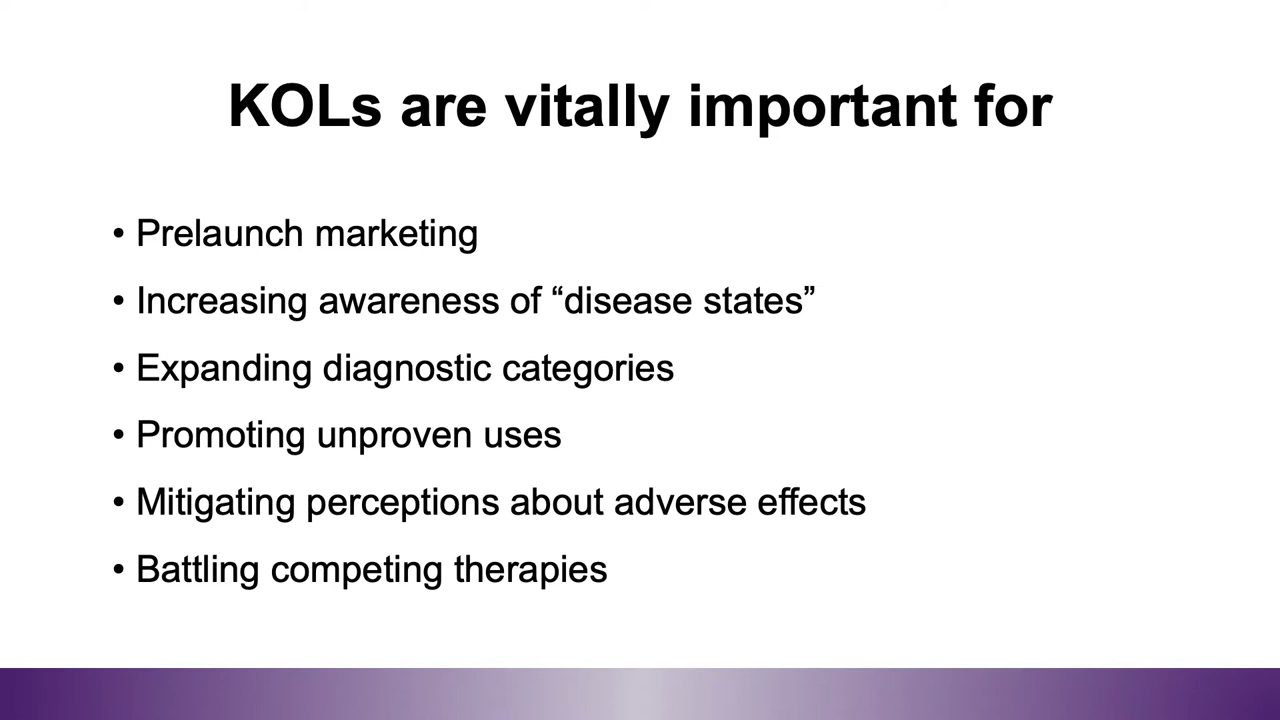 KOLs are vitally important for
• Prelaunch marketing
• Increasing awareness of “disease states”
• Expanding diagnostic categories
• Promoting unproven uses
• Mitigating perceptions about adverse effects
• Battling competing therapies